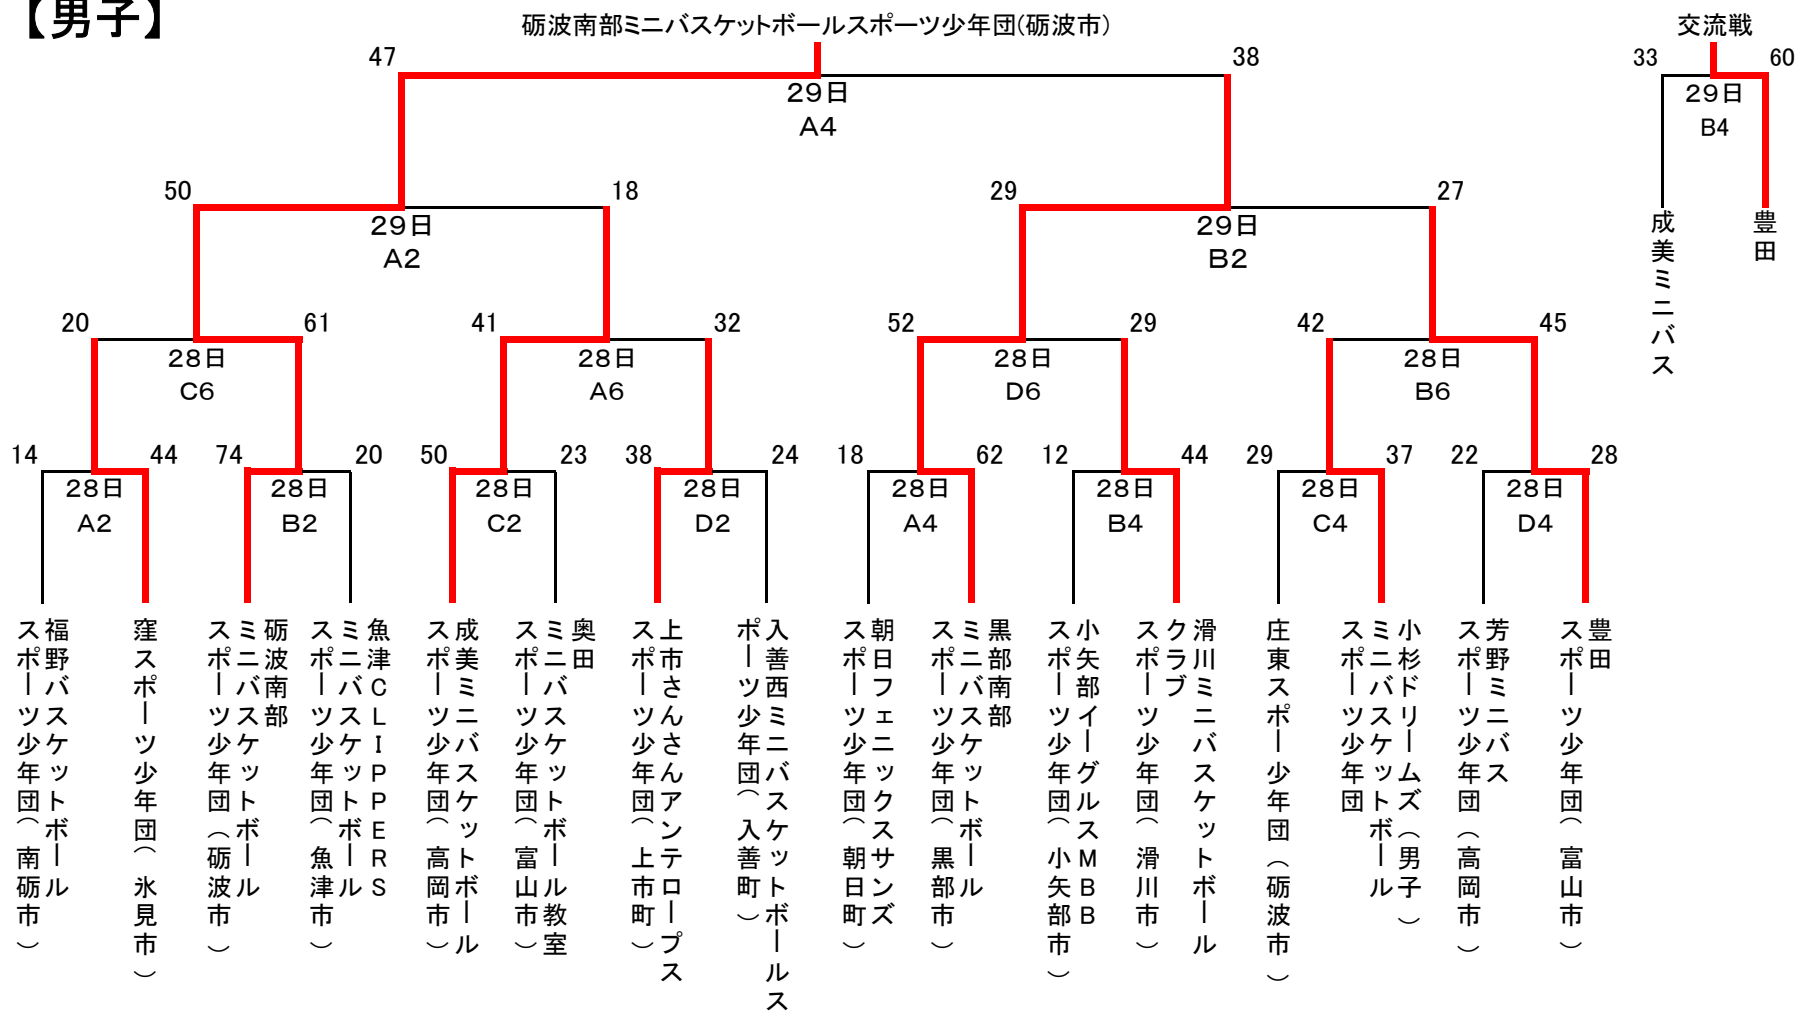 【男子】
砺波南部ミニバスケットボールスポーツ少年団(砺波市)
交流戦
47
38
33
60
29日
A4
29日
B4
50
18
29
27
29日
A2
29日
B2
成美ミニバス
豊田
20
61
41
32
52
29
42
45
28日
C6
28日
A6
28日
D6
28日
B6
14
44
74
20
50
23
38
24
18
62
12
44
29
37
22
28
28日
A2
28日
B2
28日
C2
28日
D2
28日
A4
28日
B4
28日
C4
28日
D4
福野バスケットボール
スポーツ少年団(南砺市)
窪スポーツ少年団(氷見市)
砺波南部
ミニバスケットボール
スポーツ少年団(砺波市)
魚津CLIPPERS
ミニバスケットボール
スポーツ少年団(魚津市)
成美ミニバスケットボール
スポーツ少年団(高岡市)
奥田
ミニバスケットボール教室
スポーツ少年団(富山市)
上市さんさんアンテロープス
スポーツ少年団(上市町)
入善西ミニバスケットボールス
ポーツ少年団(入善町)
朝日フェニックスサンズ
スポーツ少年団(朝日町)
黒部南部
ミニバスケットボール
スポーツ少年団(黒部市)
小矢部イーグルスMBB
スポーツ少年団(小矢部市)
滑川ミニバスケットボール
クラブ
スポーツ少年団(滑川市)
庄東スポー少年団(砺波市)
小杉ドリームズ(男子)
ミニバスケットボール
スポーツ少年団
芳野ミニバス
スポーツ少年団(高岡市)
豊田
スポーツ少年団(富山市)